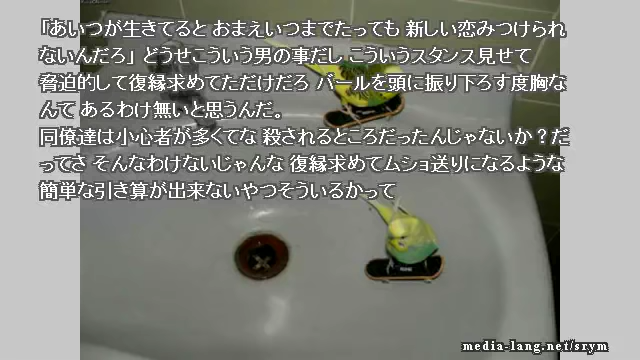 「あいつが生きてると おまえいつまでたっても 新しい恋みつけられ
ないんだろ」 どうせこういう男の事だし こういうスタンス見せて
脅迫的して復縁求めてただけだろ バールを頭に振り下ろす度胸な
んて あるわけ無いと思うんだ。
同僚達は小心者が多くてな 殺されるところだったんじゃないか？だ
ってさ そんなわけないじゃんな 復縁求めてムショ送りになるような
簡単な引き算が出来ないやつそういるかって
media-lang.net/srym